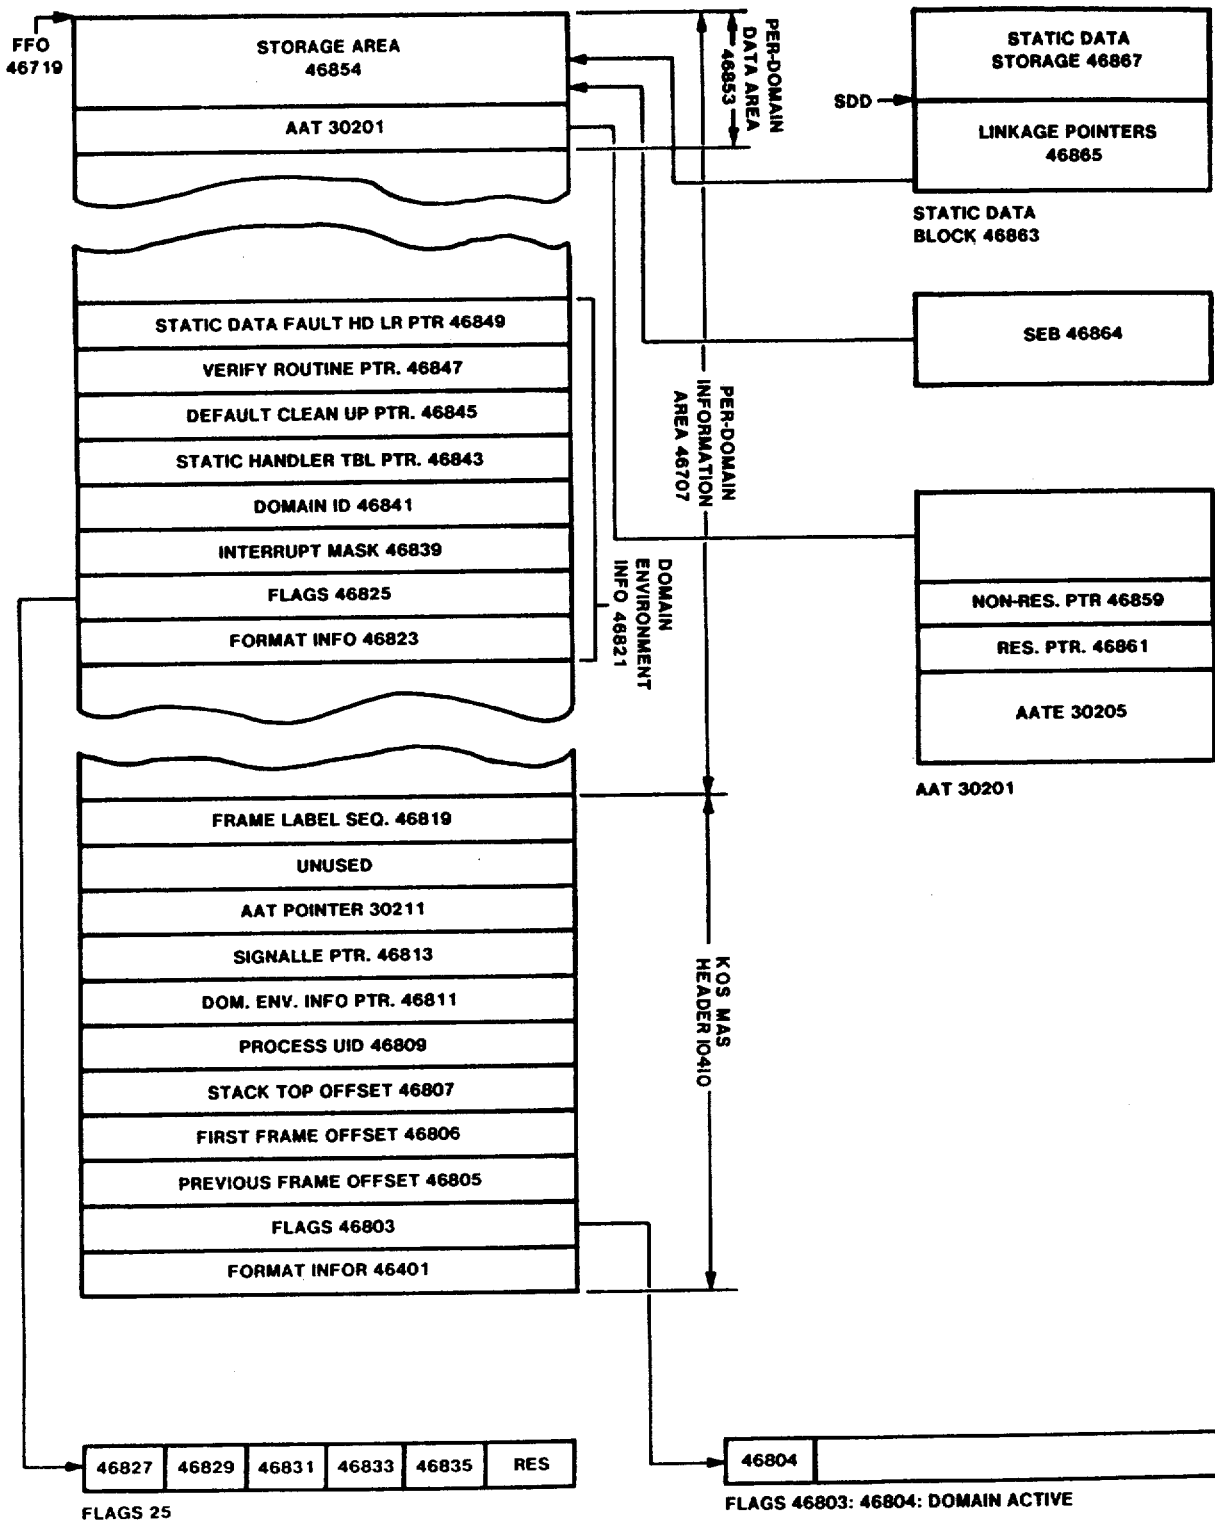 FFO
46719
STORAGE AREA
46854
AAT 30201
PER-DOMAIN
DATA AREA
46853
STATIC DATA
STORAGE 46867
SDD
LINKAGE POINTERS
46865
STATIC DATA
BLOCK 46863
STATIC DATA FAULT HD LR PTR 46849
VERIFY ROUTINE PTR. 46847
DEFAULT CLEAN UP PTR. 46845
STATIC HANDLER TBL PTR. 46843
DOMAIN ID 46841
INTERRUPT MASK 46839
FLAGS 46825
FORMAT INFO 46823
DOMAIN
ENVIRONMENT
INFO 46821
PER-DOMAIN
INFORMATION
AREA 46707
SEB 46864
NON-RES. PTR 46859
RES. PTR. 46861
AATE 30205
AAT 30201
FRAME LABEL SEQ. 46819
UNUSED
AAT POINTER 30211
SIGNALLE PTR. 46813
DOM. ENV. INFO PTR. 46811
PROCESS UID 46809
STACK TOP OFFSET 46807
FIRST FRAME OFFSET 46806
PREVIOUS FRAME OFFSET 46805
FLAGS 46803
FORMAT INFOR 46401
KOS MAS
HEADER 10410
46827 46829 46831 46833 46835 RES
FLAGS 25
46804
FLAGS 46803: 46804: DOMAIN ACTIVE